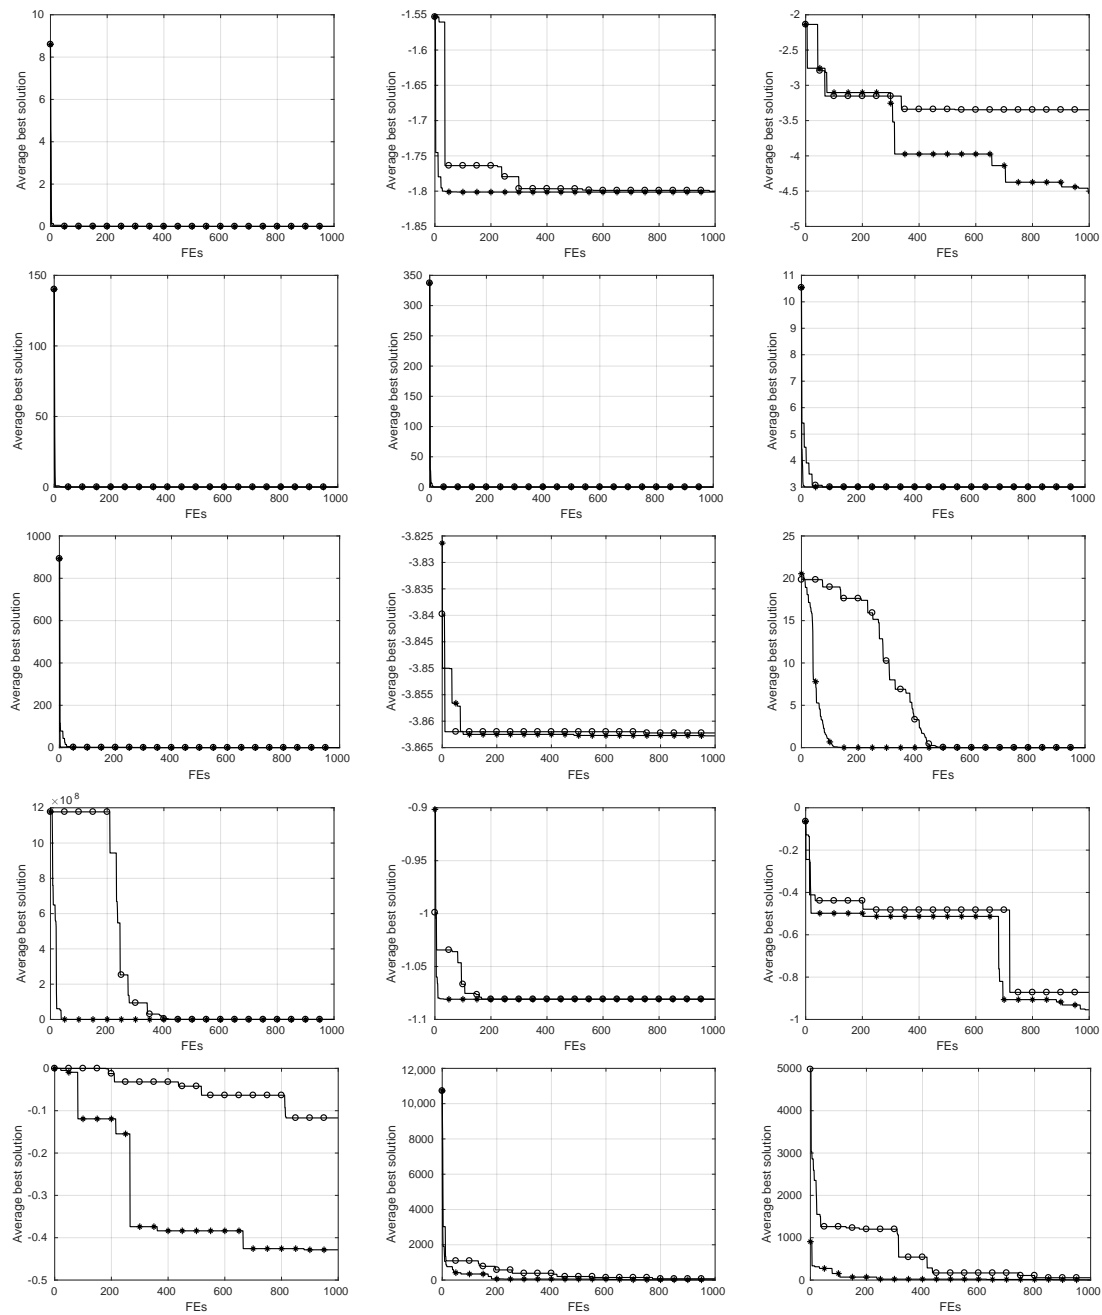 10
8
6
4
2
0
0 200 400 600 800 1000
FEs
Average best solution
-1.55
-1.6
-1.65
-1.7
-1.75
-1.8
-1.85
0 200 400 600 800 1000
FEs
Average best solution
-2
-2.5
-3
-3.5
-4
-4.5
-5
0 200 400 600 800 1000
FEs
Average best solution
150
100
50
0
0 200 400 600 800 1000
FEs
Average best solution
350
300
250
200
150
100
50
0
0 200 400 600 800 1000
FEs
Average best solution
11
10
9
8
7
6
5
4
3
0 200 400 600 800 1000
FEs
Average best solution
1000
800
600
400
200
0
0 200 400 600 800 1000
FEs
Average best solution
-3.825
-3.83
-3.835
-3.84
-3.845
-3.85
-3.855
-3.86
-3.865
0 200 400 600 800 1000
FEs
Average best solution
25
20
15
10
5
0
0 200 400 600 800 1000
FEs
Average best solution
×10 8
12
10
8
6
4
2
0
0 200 400 600 800 1000
FEs
Average best solution
-0.9
-0.95
-1
-1.05
-1.1
0 200 400 600 800 1000
FEs
Average best solution
0
-0.2
-0.4
-0.6
-0.8
-1
0 200 400 600 800 1000
FEs
Average best solution
0
-0.1
-0.2
-0.3
-0.4
-0.5
0 200 400 600 800 1000
FEs
Average best solution
12,000
10,000
8000
6000
4000
2000
0
0 200 400 600 800 1000
FEs
Average best solution
5000
4000
3000
2000
1000
0
0 200 400 600 800 1000
FEs
Average best solution